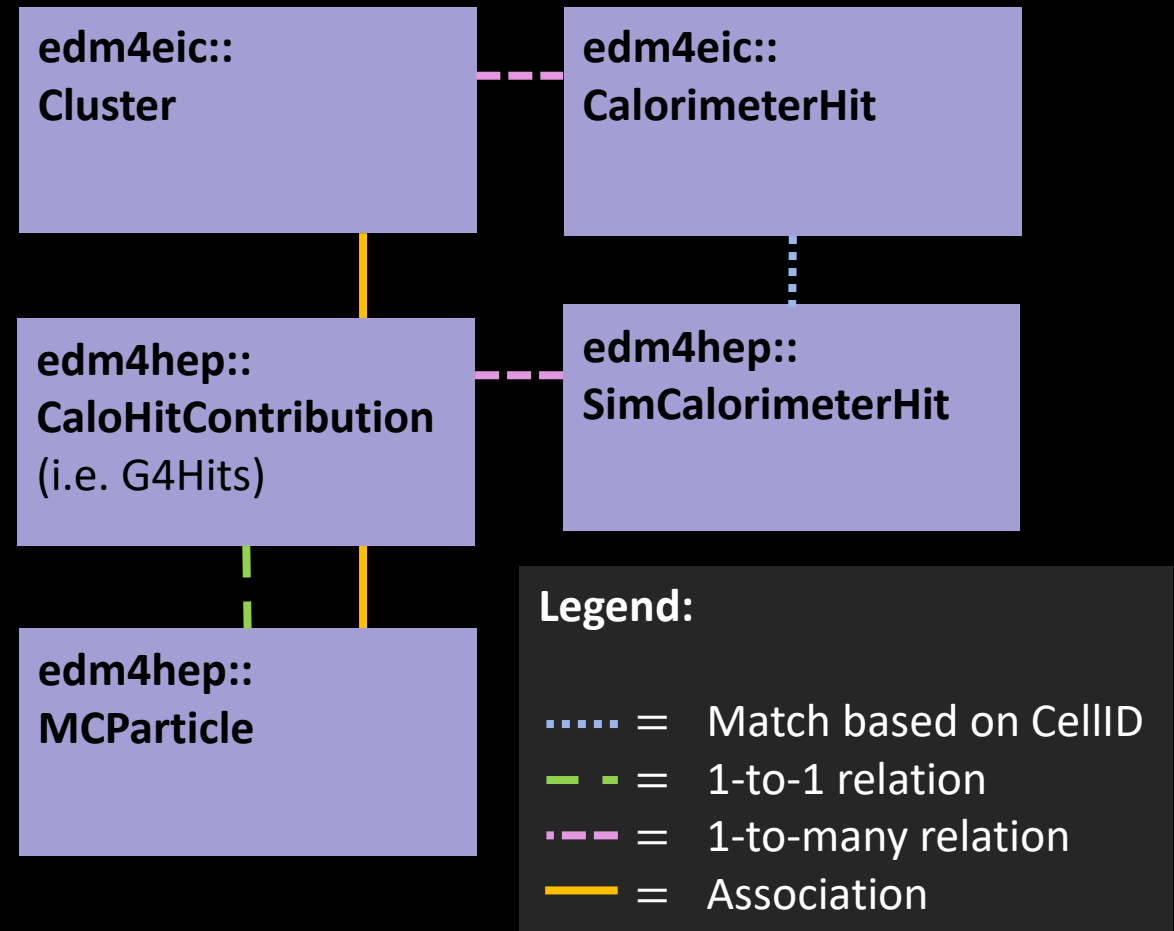 edm4eic::
Cluster
edm4eic::
CalorimeterHit
edm4hep::
CaloHitContribution
(i.e. G4Hits)
edm4hep::
SimCalorimeterHit
edm4hep::
MCParticle
Legend:
= Match based on CellID
= 1-to-1 relation
= 1-to-many relation
= Association